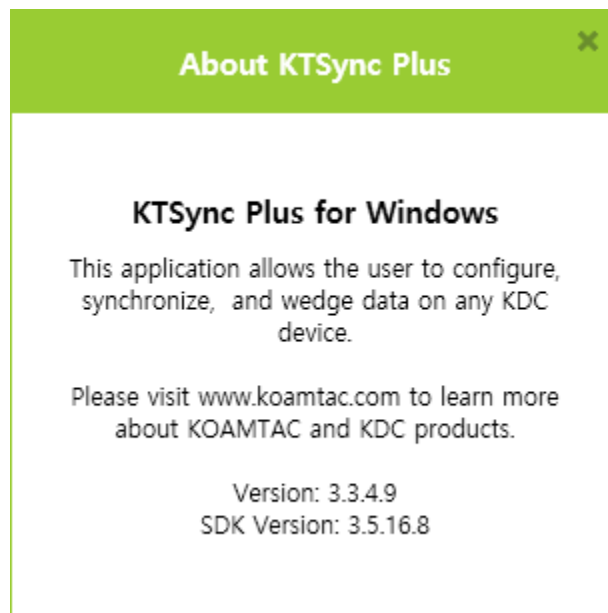 About KTSync Plus
KTSync Plus for Windows
This application allows the user to configure,
synchronize,  and wedge data on any KDC
device.
Please visit www.koamtac.com to learn more
about KOAMTAC and KDC products.
Version: 3.3.4.9
SDK Version: 3.5.16.8